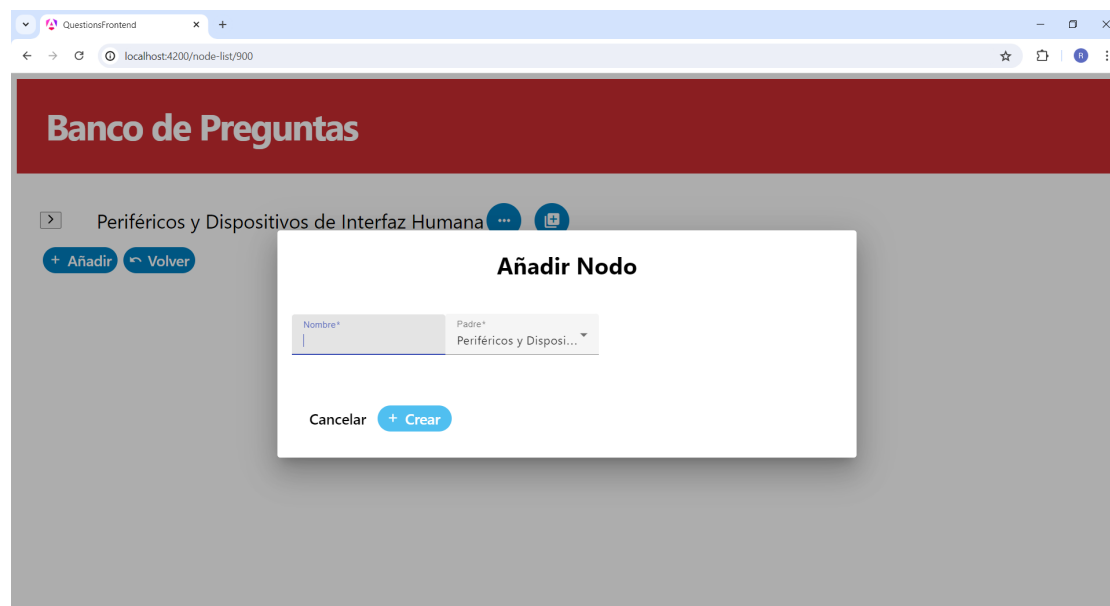 QuestionsFrontend
localhost:4200/node-list/900
R
Banco de Preguntas
Periféricos y Dispositivos de Interfaz Humana
+ Añadir Volver
Añadir Nodo
Nombre* Padre*
Periféricos y Disposi...
Cancelar + Crear